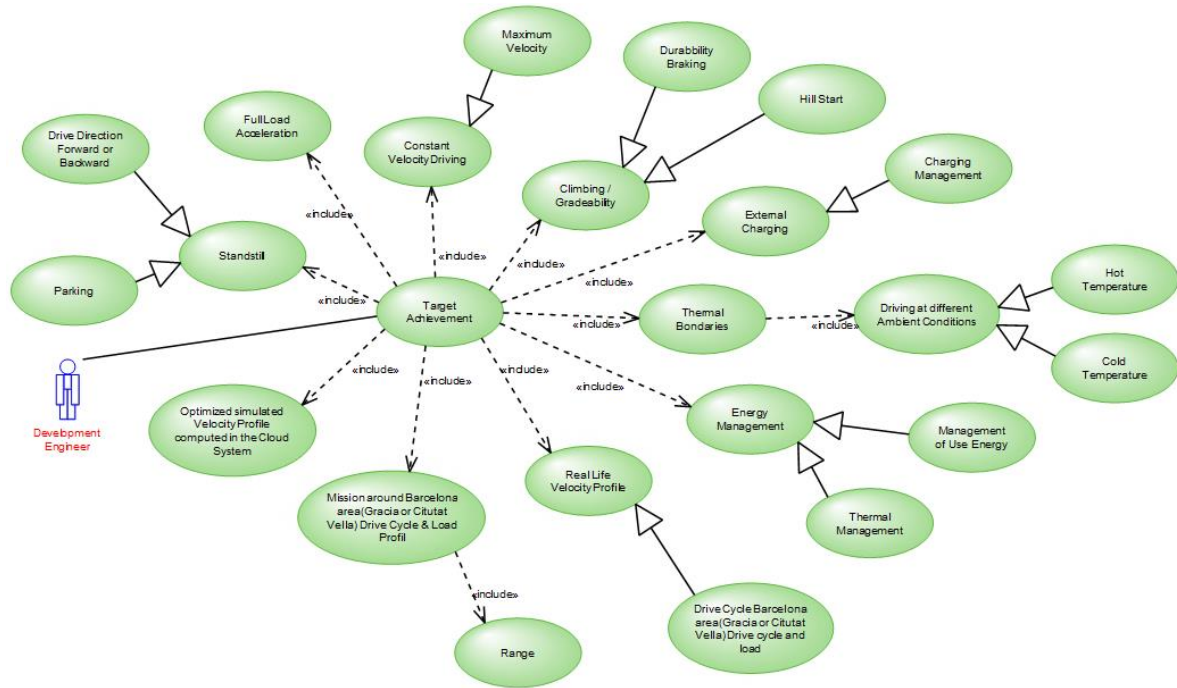 Maximum
Velocity
Durabbility
Braking
Hill Start
Full Load
Acceleration
Drive Direction
Forward or
Backward
Constant
Velocity Driving
Charging
Management
Climbing /
Gradeability
External
Charging
«include»
Standstill
«include»
«include»
«include»
Hot
Temperature
Parking
«include»
Target
Achievement
Thermal
Bondaries
«include»
«include»
Driving at different
Ambient Conditions
Cold
Temperature
«include»
«include»
«include»
«include»
Development
Engineer
Optimized simulated
Velocity Profile
computed in the Cloud
System
Energy
Management
Management
of Use Energy
Real Life
Velocity Profile
Mission around Barcelona
area(Gracia or Citutat
Vella) Drive Cycle & Load
Profil
Thermal
Management
«include»
Drive Cycle Barcelona
area(Gracia or Citutat
Vella)Drive cycle and
load
Range